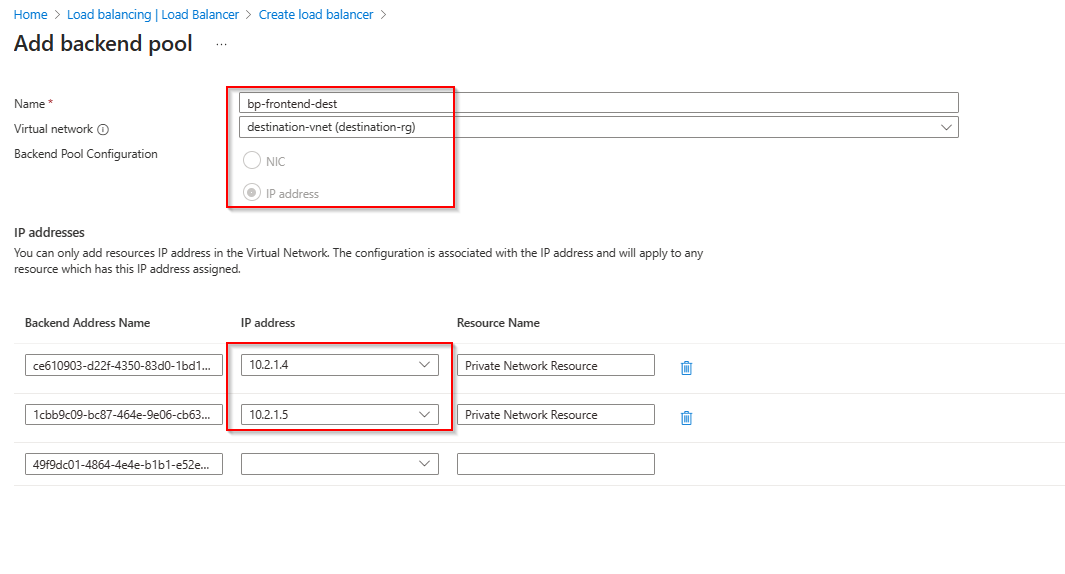 Home > Load balancing | Load Balancer > Create load balancer >
Add backend pool ...
Name *
bp-frontend-dest
Virtual network
destination-vnet (destination-rg)
Backend Pool Configuration
NIC
IP address
IP addresses
You can only add resources IP address in the Virtual Network. The configuration is associated with the IP address and will apply to any
resource which has this IP address assigned.
Backend Address Name IP address Resource Name
ce610903-d22f-4350-83d0-1bd1... 10.2.1.4 Private Network Resource
1cbb9c09-bc87-464e-9e06-cb63... 10.2.1.5 Private Network Resource
49f9dc01-4864-4e4e-b1b1-e52e...